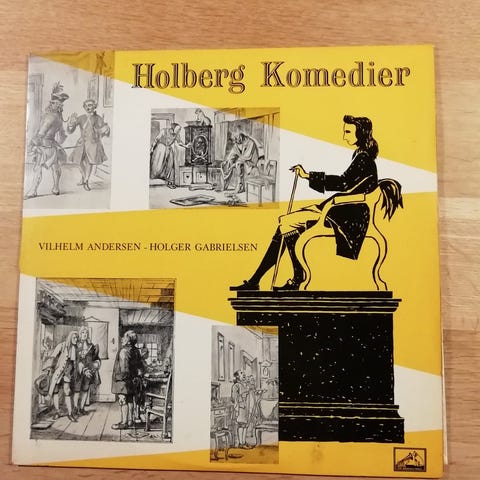 Holberg Komedier
VILHELM ANDERSEN - HOLGER GABRIELSEN